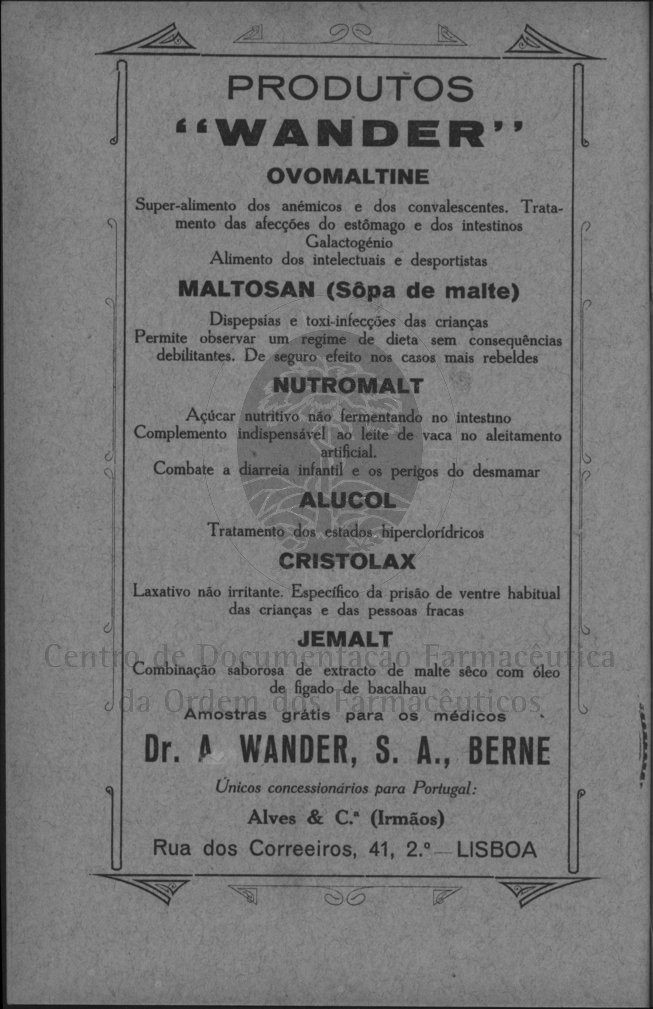 PRODUTOS
"WANDER"
OVOMALTINE
Super-alimento dos anémicos e dos convalescentes. Trata-
mento das afecções do estômago e dos intestinos
Galactogénio
Alimento dos intelectuais e desportistas
MALTOSAN (Sôpa de malte)
Dispepsias e toxi-infecções das crianças
Permite observar um regime de dieta sem consequências
debilitantes. De seguro efeito nos casos mais rebeldes
NUTROMALT
Açúcar nutritivo não fermentando no intestino
Complemento indispensável ao leite de vaca no aleitamento
artificial.
Combate a diarreia infantil e os perigos do desmamar
ALUCOL
Tratamento dos estados hiperclorídricos
CRISTOLAX
Laxativo não irritante. Específico da prisão de ventre habitual
das crianças e das pessoas fracas
JEMALT
Centro de Documentação Farmacêutica
Combinação saborosa de extracto de malte sêco com óleo
de fígado de bacalhau
da Ordem dos Farmacêuticos
Amostras grátis para os médicos
Dr. A WANDER, S. A., BERNE
Únicos concessionários para Portugal:
Alves & C.ª (Irmãos)
Rua dos Correeiros, 41, 2.º — LISBOA